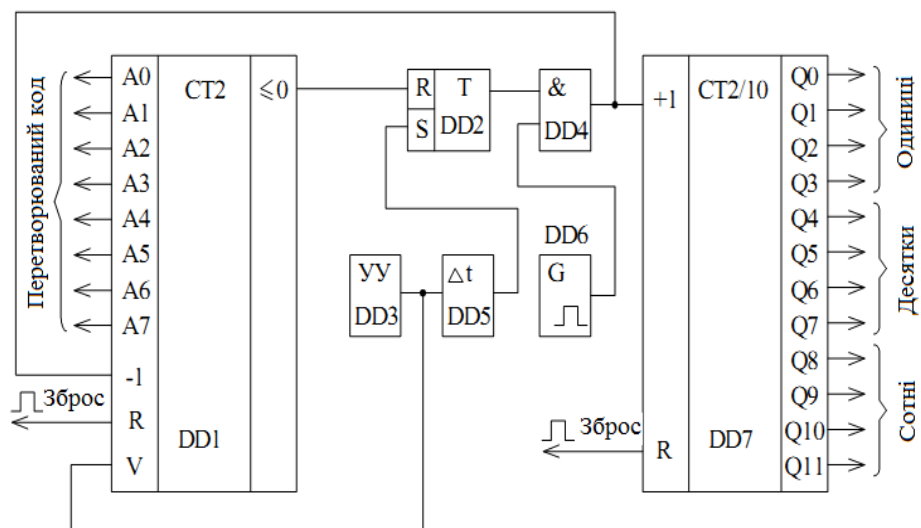 Перетворюваний код
A0
A1
A2
A3
A4
A5
A6
A7
-1
R
V
Зброс
CT2
DD1
≤0
R
S
T
DD2
&
DD4
УУ
DD3
Δt
DD5
DD6
G
+1
R
Зброс
CT2/10
DD7
Q0
Q1
Q2
Q3
Q4
Q5
Q6
Q7
Q8
Q9
Q10
Q11
Одиниці
Десятки
Сотні